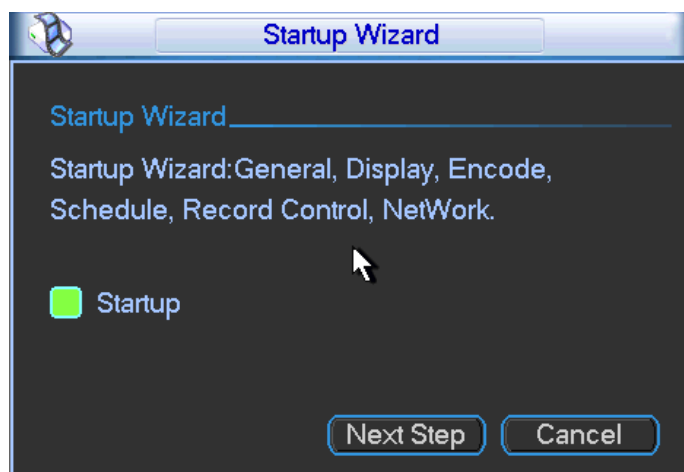 Startup Wizard
Startup Wizard
Startup Wizard:General, Display, Encode,
Schedule, Record Control, NetWork.
Startup
Next Step
Cancel